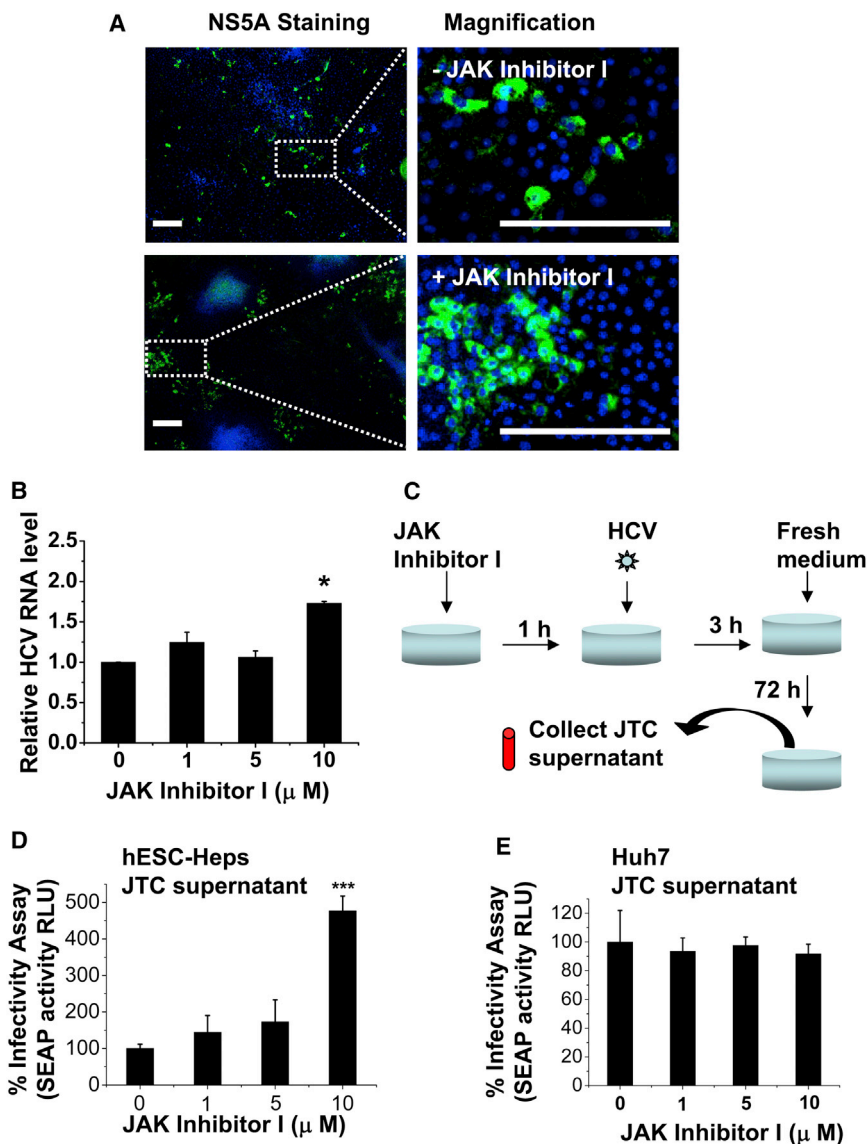 A
NS5A Staining
Magnification
- JAK Inhibitor I
+ JAK Inhibitor I
B
Relative HCV RNA level
2.5
2.0
1.5
1.0
0.5
0.0
*
0 1 5 10
JAK Inhibitor I (μ M)
C
JAK
Inhibitor I
HCV
Fresh
medium
1 h
3 h
72 h
Collect JTC
supernatant
D
hESC-Heps
JTC supernatant
% Infectivity Assay
(SEAP activity RLU)
500
400
300
200
100
0
***
0 1 5 10
JAK Inhibitor I (μ M)
E
Huh7
JTC supernatant
% Infectivity Assay
(SEAP activity RLU)
120
100
80
60
40
20
0
0 1 5 10
JAK Inhibitor I (μ M)